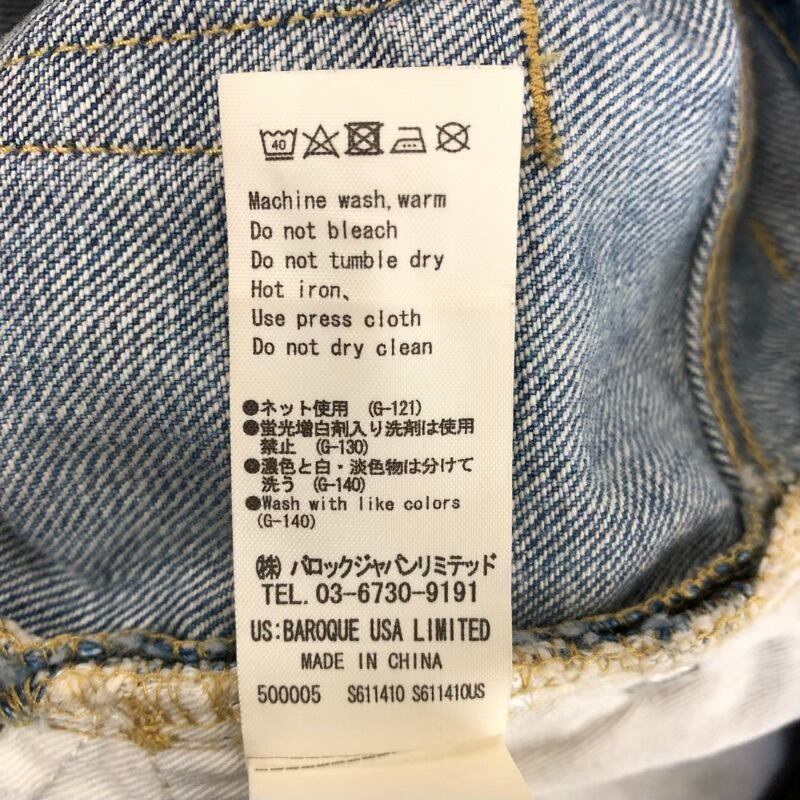 40
Machine wash, warm
Do not bleach
Do not tumble dry
Hot iron、
Use press cloth
Do not dry clean
●ネット使用 (G-121)
●蛍光増白剤入り洗剤は使用
禁止 (G-130)
●濃色と白・淡色物は分けて
洗う (G-140)
●Wash with like colors
(G-140)
㈱ バロックジャパンリミテッド
TEL. 03-6730-9191
US:BAROQUE USA LIMITED
MADE IN CHINA
500005 S611410 S611410US